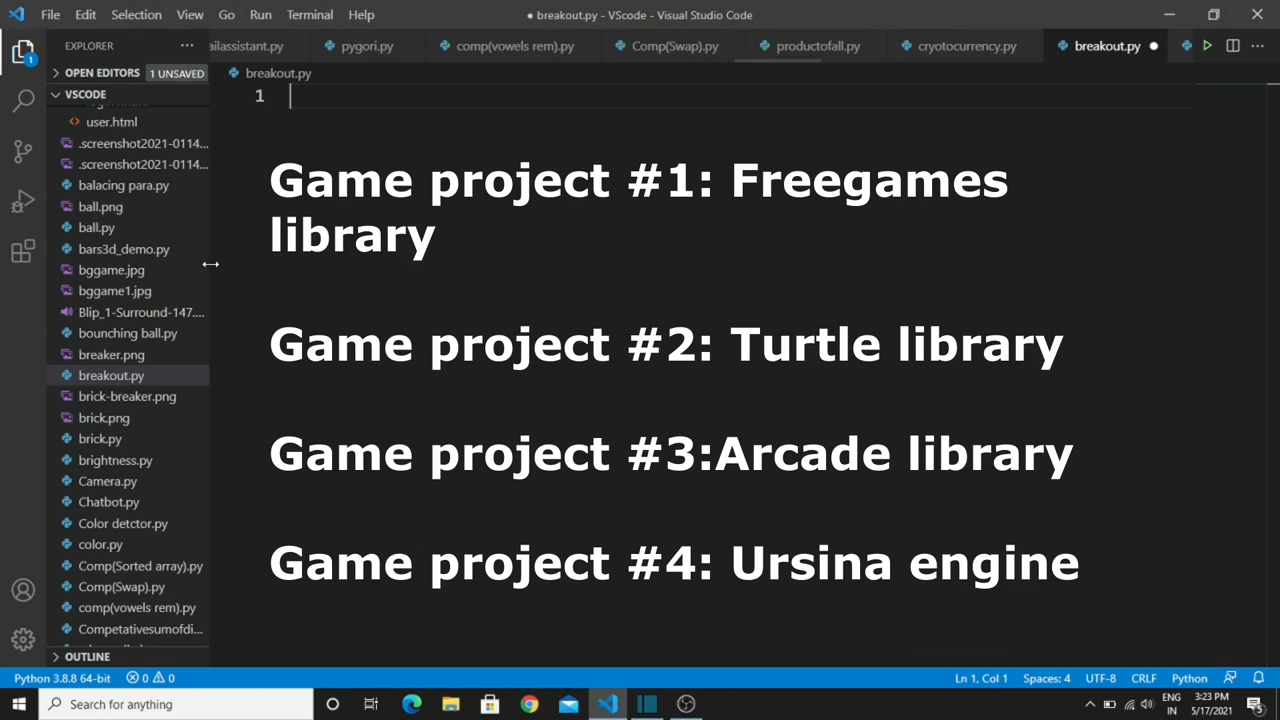 File Edit Selection View Go Run Terminal Help
● breakout.py - VScode - Visual Studio Code
EXPLORER
ailassistant.py pygori.py comp(vowels rem).py Comp(Swap).py productofall.py cryotocurrency.py breakout.py
OPEN EDITORS 1 UNSAVED
breakout.py
VSCODE
1
user.html
.screenshot2021-0114...
.screenshot2021-0114...
balacing para.py
ball.png
ball.py
bars3d_demo.py
bggame.jpg
bggame1.jpg
Blip_1-Surround-147....
bounching ball.py
breaker.png
breakout.py
brick-breaker.png
brick.png
brick.py
brightness.py
Camera.py
Chatbot.py
Color detctor.py
color.py
Comp(Sorted array).py
Comp(Swap).py
comp(vowels rem).py
Competativesumofdi...
OUTLINE
Game project #1: Freegames
library
Game project #2: Turtle library
Game project #3:Arcade library
Game project #4: Ursina engine
Python 3.8.8 64-bit 0 0 Ln 1, Col 1 Spaces: 4 UTF-8 CRLF Python
Search for anything
ENG
IN
3:23 PM
5/17/2021
1
5